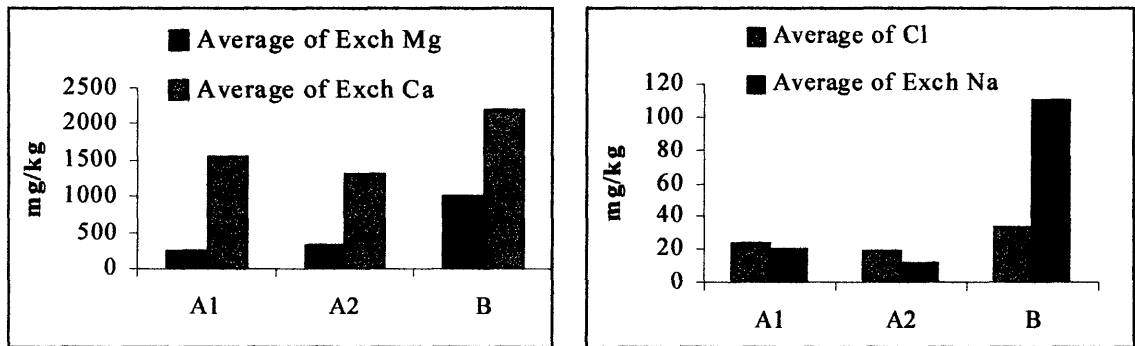 Average of Exch Mg
Average of Exch Ca
2500
2000
1500
1000
500
0
mg/kg
A1 A2 B
Average of Cl
Average of Exch Na
120
100
80
60
40
20
0
mg/kg
A1 A2 B